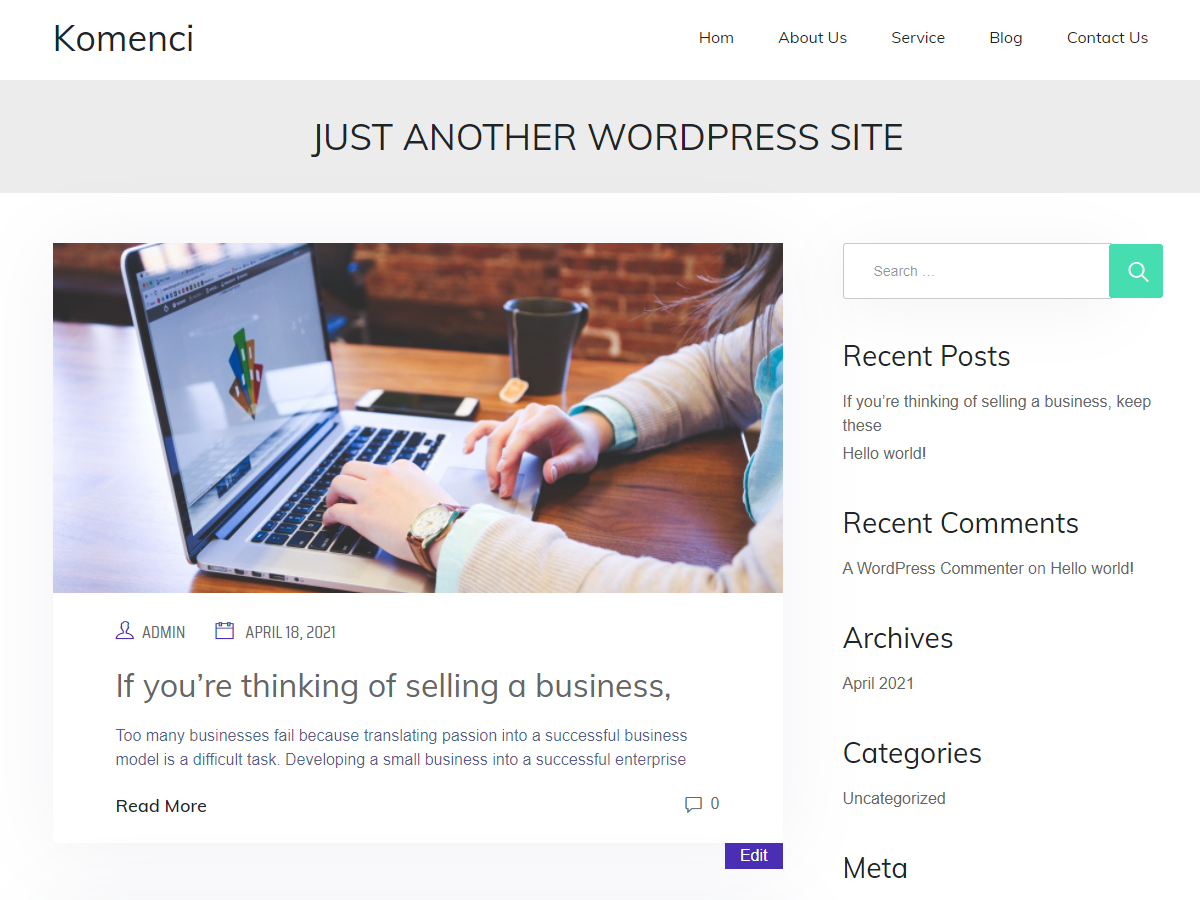 Komenci
Hom
About Us
Service
Blog
Contact Us
JUST ANOTHER WORDPRESS SITE
ADMIN
APRIL 18, 2021
If you’re thinking of selling a business,
Too many businesses fail because translating passion into a successful business
model is a difficult task. Developing a small business into a successful enterprise
Read More
0
Edit
Search …
Recent Posts
If you’re thinking of selling a business, keep
these
Hello world!
Recent Comments
A WordPress Commenter on Hello world!
Archives
April 2021
Categories
Uncategorized
Meta